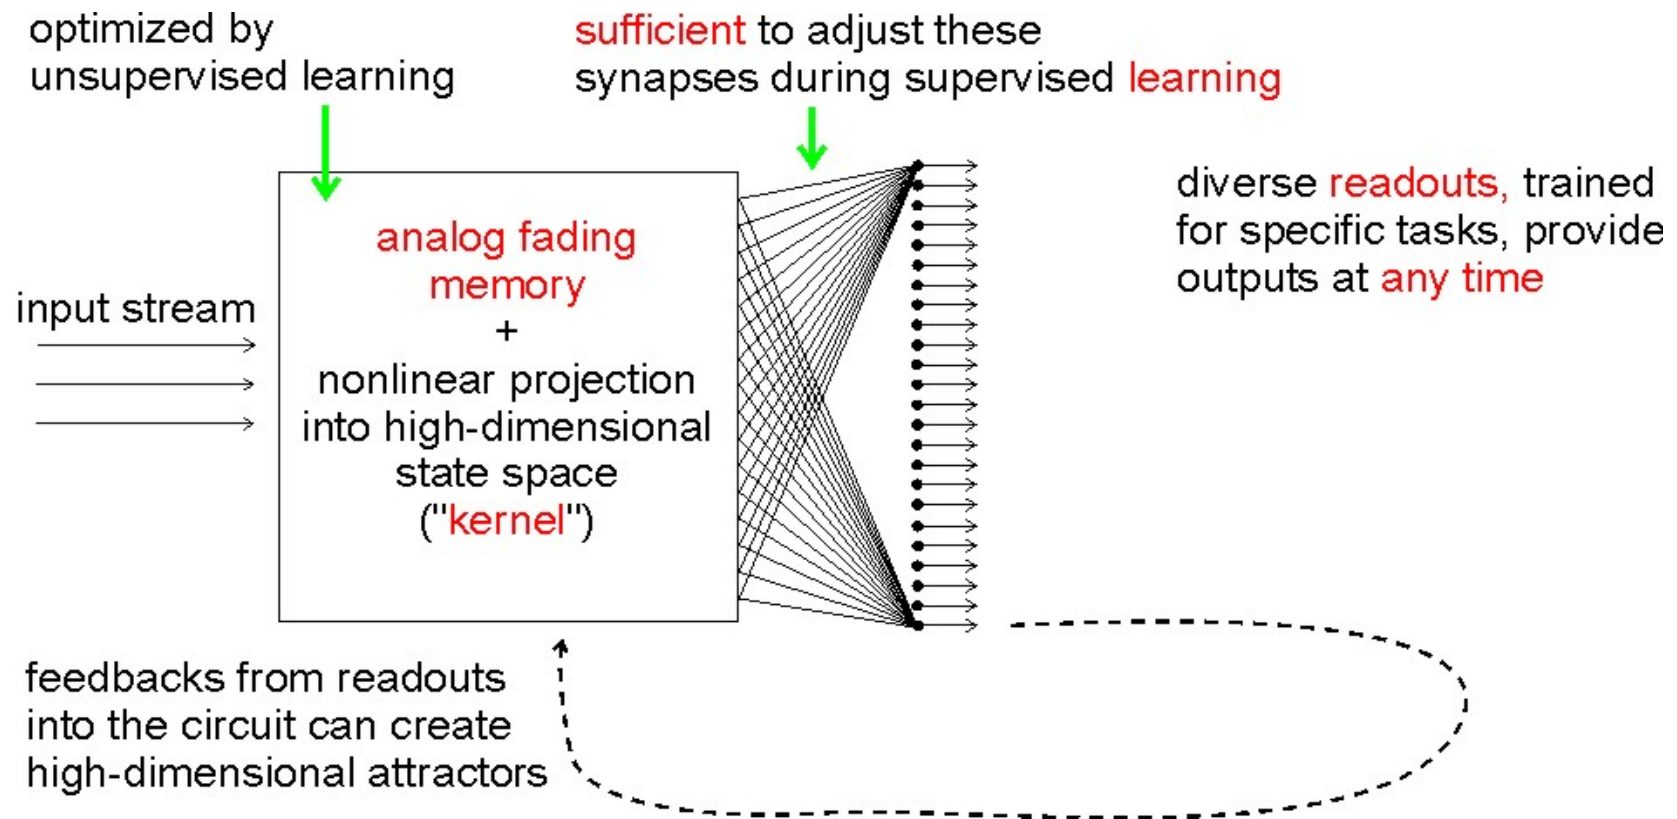 optimized by
unsupervised learning
sufficient to adjust these
synapses during supervised learning
diverse readouts, trained
for specific tasks, provide
outputs at any time
input stream
analog fading
memory
+
nonlinear projection
into high-dimensional
state space
("kernel")
feedbacks from readouts
into the circuit can create
high-dimensional attractors